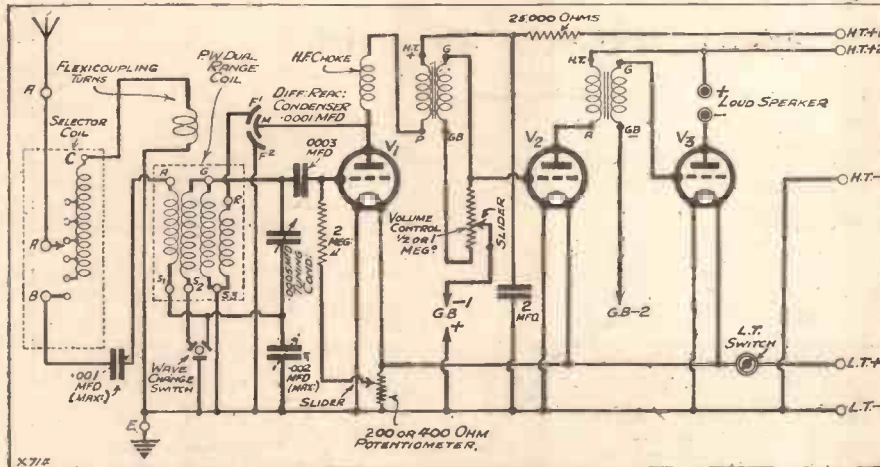 25,000 OHMS
H.T.+1
H.T.+2
FLEXICOUPLING
TURNS
P.W. DUAL-
RANGE
COIL
H.F. CHOKE
H.T.
+
G
P
GB
H.T.
G
R
GB
+
-
LOUD SPEAKER
A
SELECTOR
COIL
C
F¹
M
F²
DIFF: REAC:
CONDENSER
.0001 MFD
.0003
MFD
V1
V2
V3
H.T.-
A
G
R
S1
S2
S3
A
B
2
MEG:
.0005 MFD
TUNING
COND:
VOLUME
CONTROL
½ OR 1
MEGº
SLIDER
-1
G.B
+
2
MFD
G.B-2
L.T.
SWITCH
L.T.+
.001
MFD
(MAX:)
WAVE
CHANGE
SWITCH
.002
MFD
(MAX:)
SLIDER
L.T.-
E
200 OR 400 OHM
POTENTIOMETER.
X714